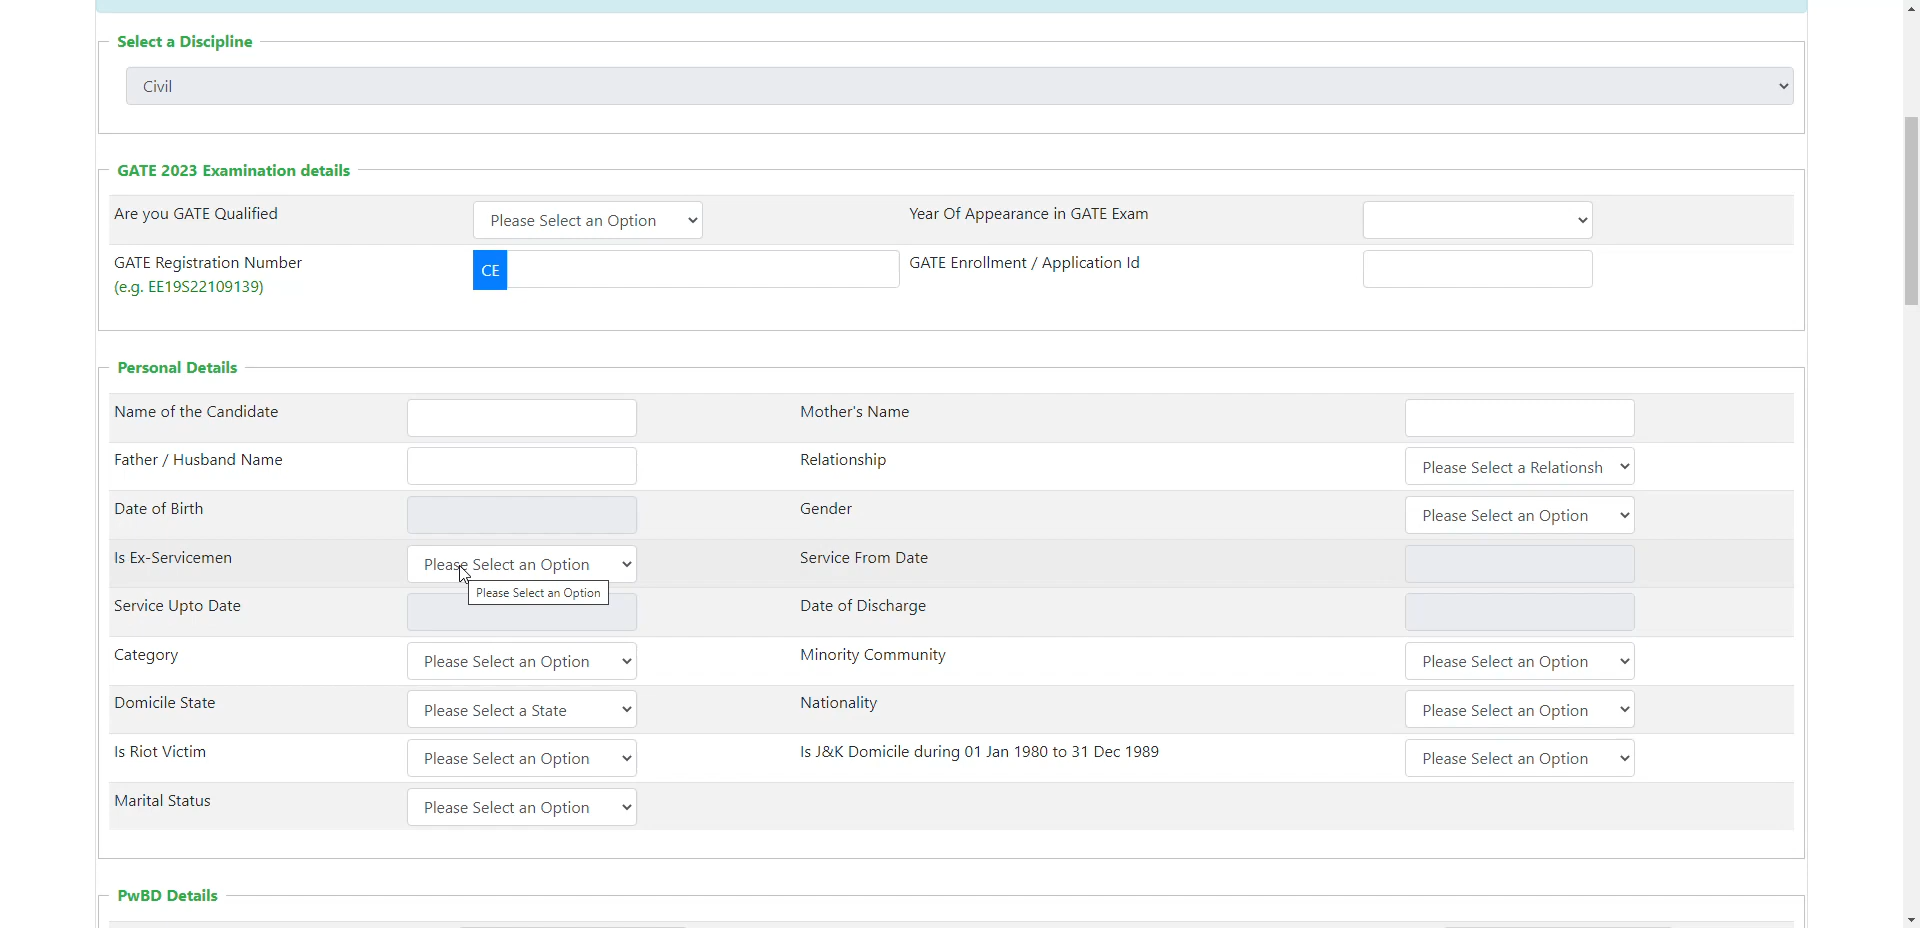 Select a Discipline
Civil
GATE 2023 Examination details
Are you GATE Qualified Please Select an Option Year Of Appearance in GATE Exam
GATE Registration Number CE GATE Enrollment / Application Id
(e.g. EE19S22109139)
Personal Details
Name of the Candidate Mother's Name
Father / Husband Name Relationship Please Select a Relationsh
Date of Birth Gender Please Select an Option
Is Ex-Servicemen Please Select an Option Service From Date
Please Select an Option
Service Upto Date Date of Discharge
Category Please Select an Option Minority Community Please Select an Option
Domicile State Please Select a State Nationality Please Select an Option
Is Riot Victim Please Select an Option Is J&K Domicile during 01 Jan 1980 to 31 Dec 1989 Please Select an Option
Marital Status Please Select an Option
PwBD Details